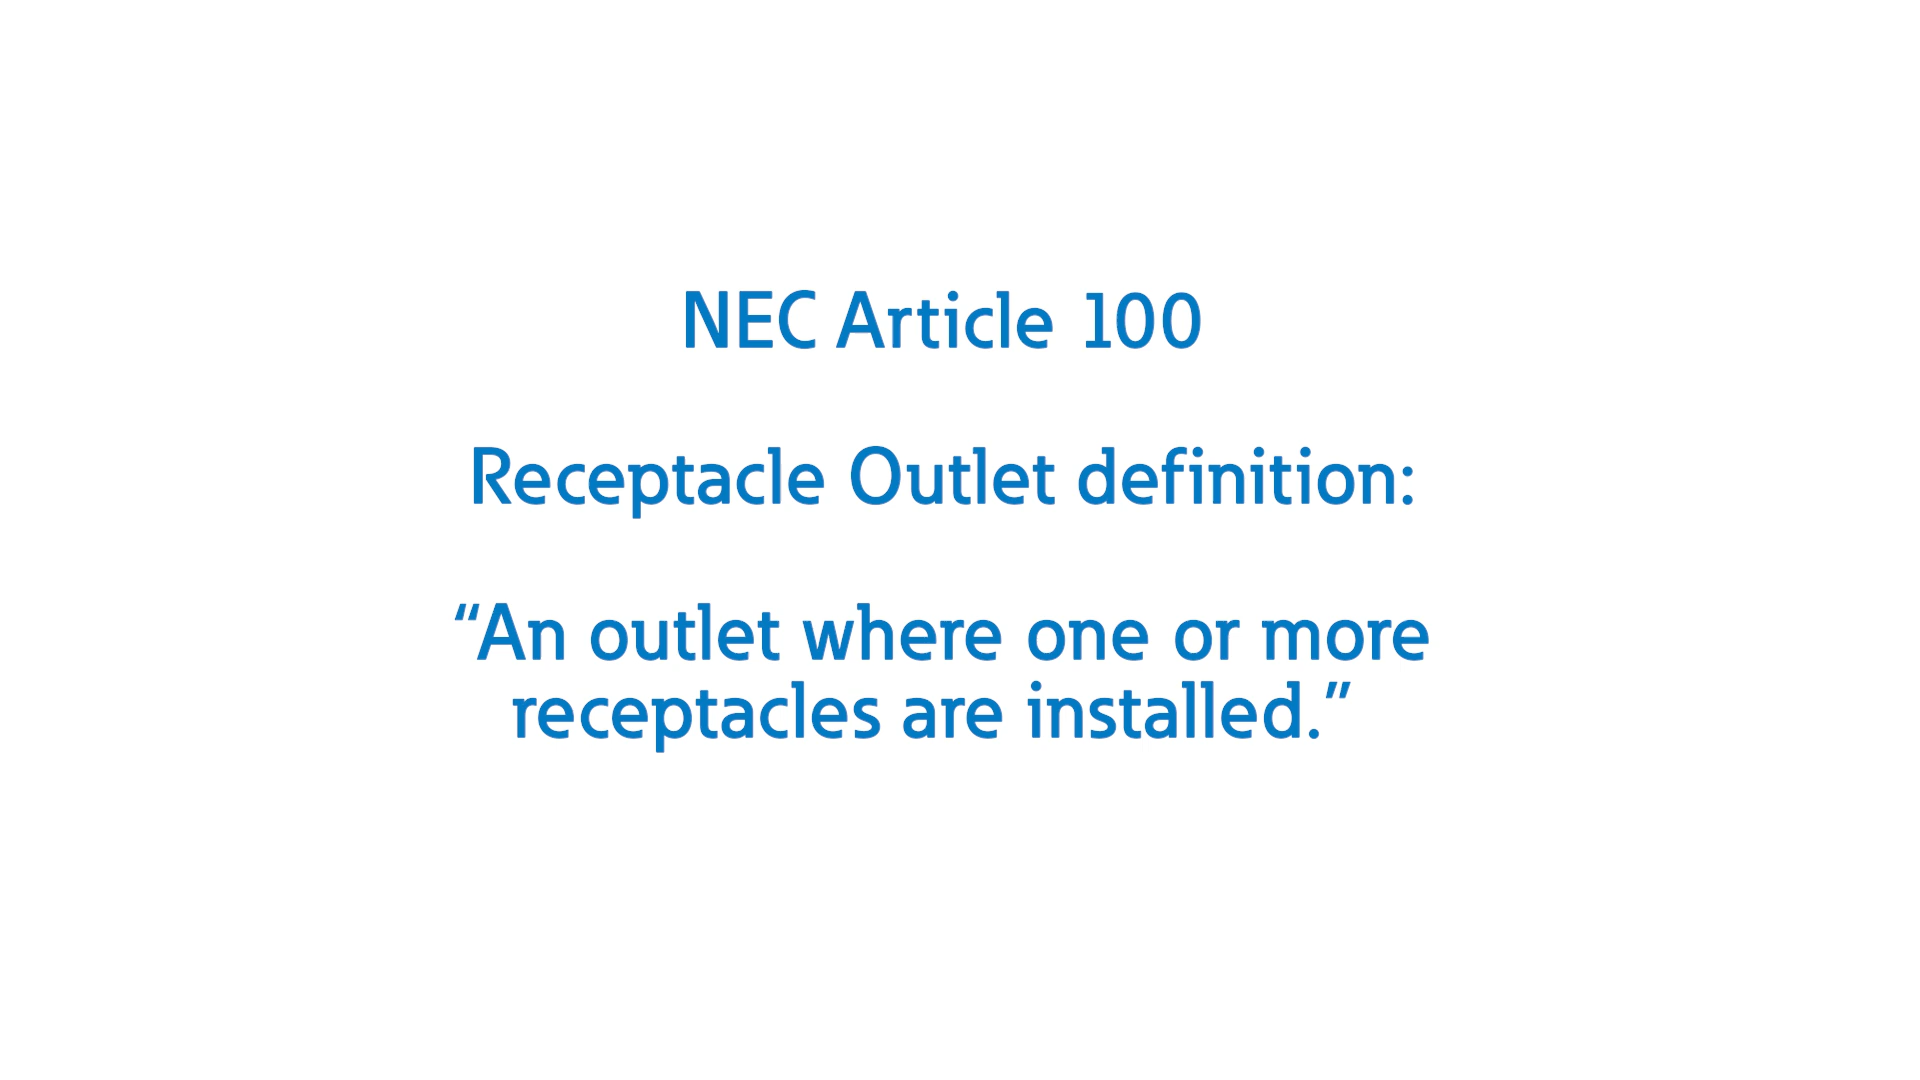 NEC Article 100
Receptacle Outlet definition:
“An outlet where one or more
receptacles are installed.”